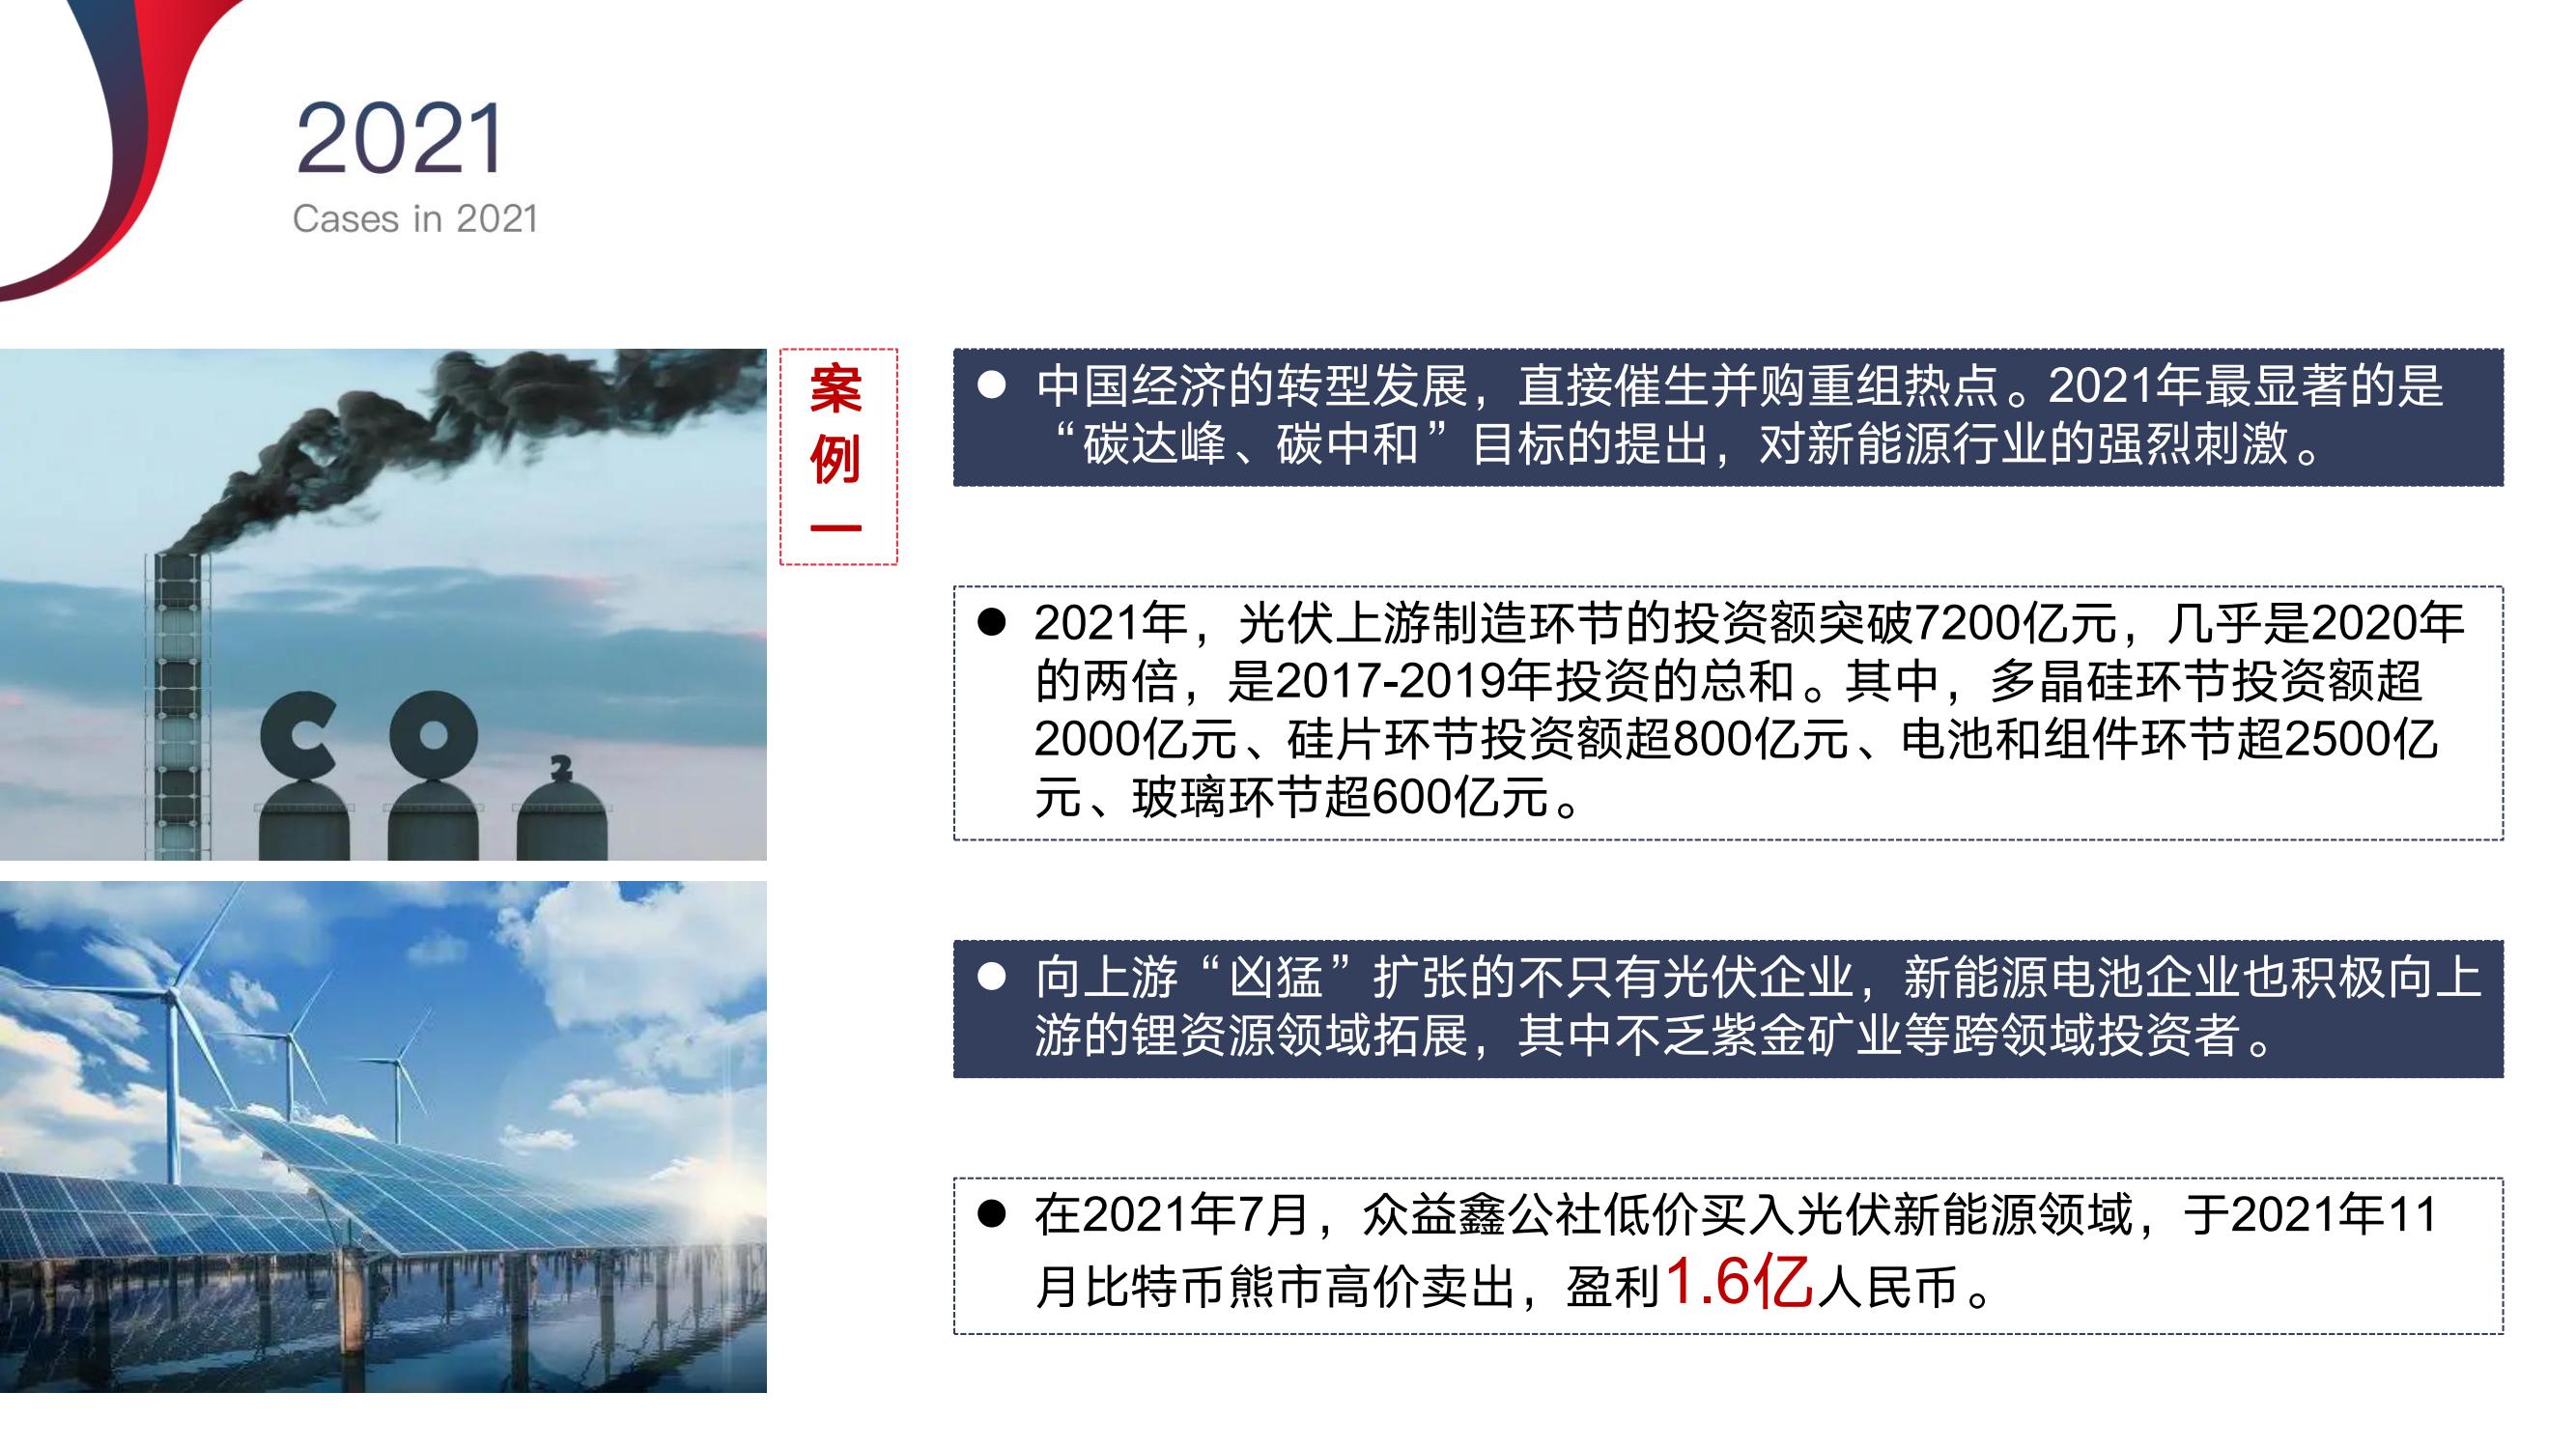 2021
Cases in 2021
CO2
案
例
一
● 中国经济的转型发展，直接催生并购重组热点。2021年最显著的是
“碳达峰、碳中和”目标的提出，对新能源行业的强烈刺激。
● 2021年，光伏上游制造环节的投资额突破7200亿元，几乎是2020年
的两倍，是2017-2019年投资的总和。其中，多晶硅环节投资额超
2000亿元、硅片环节投资额超800亿元、电池和组件环节超2500亿
元、玻璃环节超600亿元。
● 向上游“凶猛”扩张的不只有光伏企业，新能源电池企业也积极向上
游的锂资源领域拓展，其中不乏紫金矿业等跨领域投资者。
● 在2021年7月，众益鑫公社低价买入光伏新能源领域，于2021年11
月比特币熊市高价卖出，盈利1.6亿人民币。